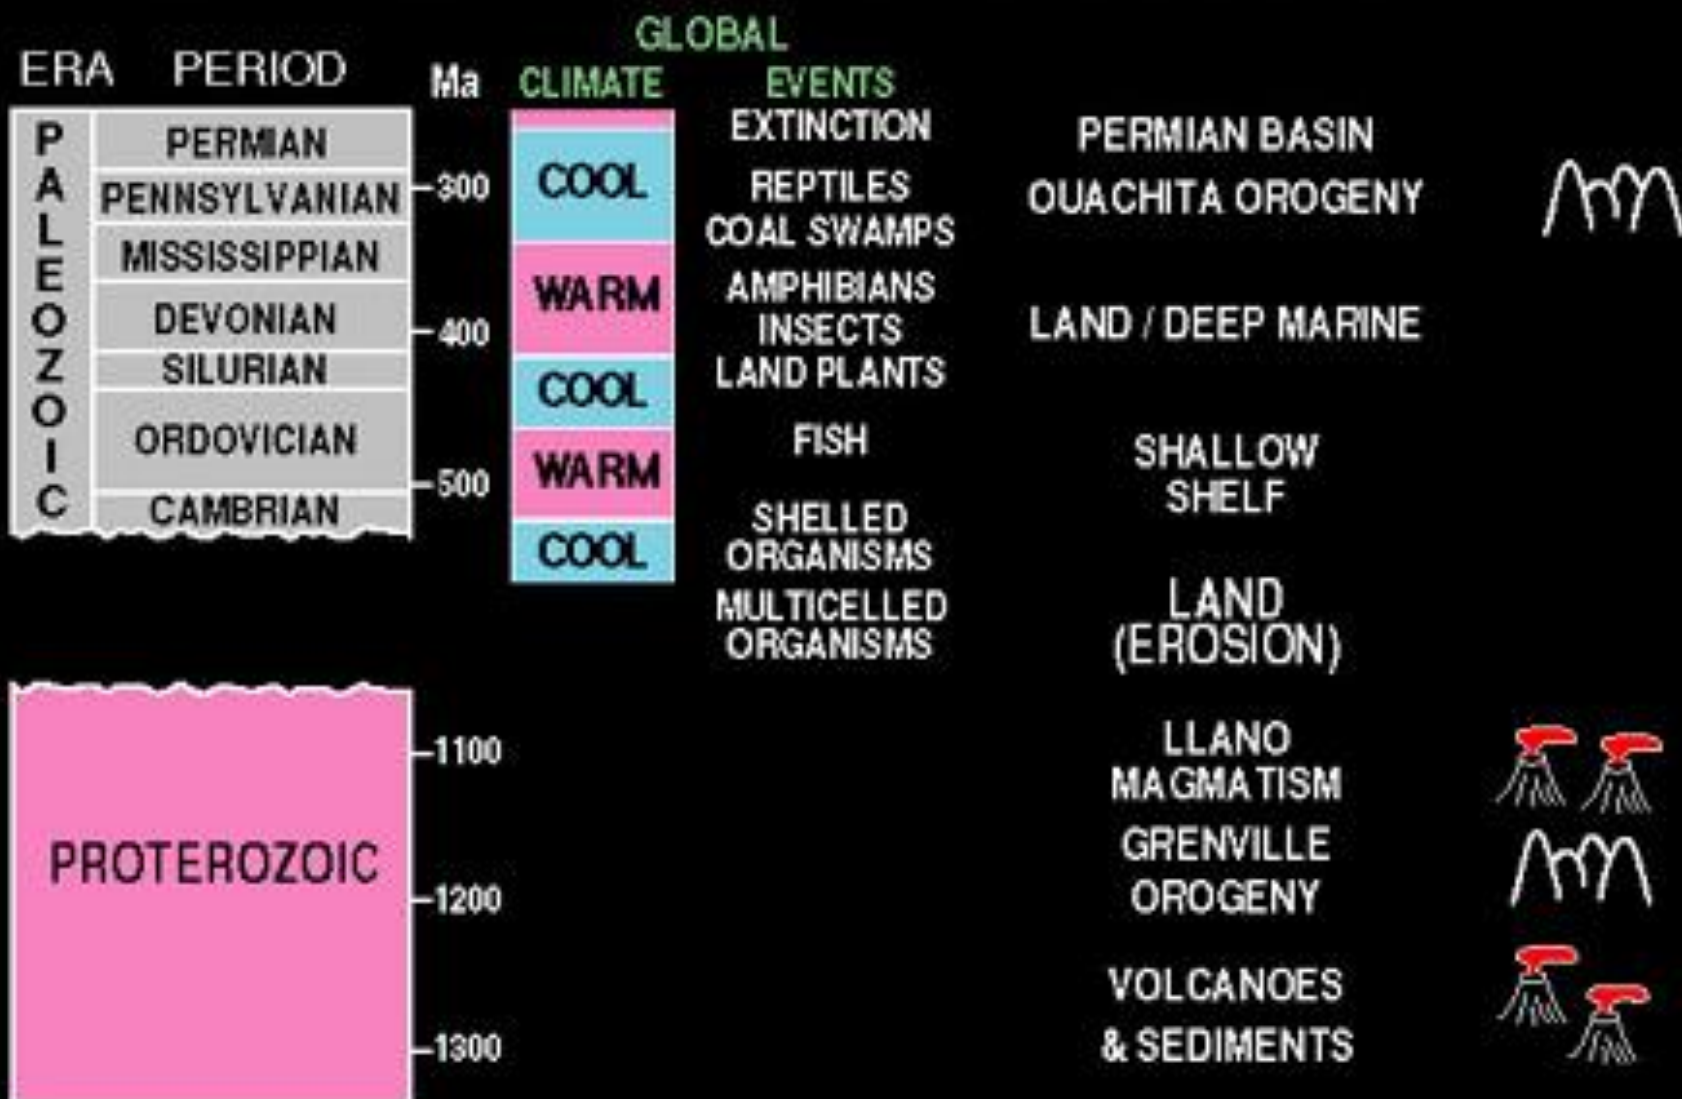 GLOBAL
ERA PERIOD Ma CLIMATE EVENTS
PALEOZOIC
PERMIAN
PENNSYLVANIAN
MISSISSIPPIAN
DEVONIAN
SILURIAN
ORDOVICIAN
CAMBRIAN
PROTEROZOIC
300
400
500
1100
1200
1300
COOL
WARM
COOL
WARM
COOL
EXTINCTION
REPTILES
COAL SWAMPS
AMPHIBIANS
INSECTS
LAND PLANTS
FISH
SHELLED
ORGANISMS
MULTICELLED
ORGANISMS
PERMIAN BASIN
OUACHITA OROGENY
LAND / DEEP MARINE
SHALLOW
SHELF
LAND
(EROSION)
LLANO
MAGMATISM
GRENVILLE
OROGENY
VOLCANOES
& SEDIMENTS